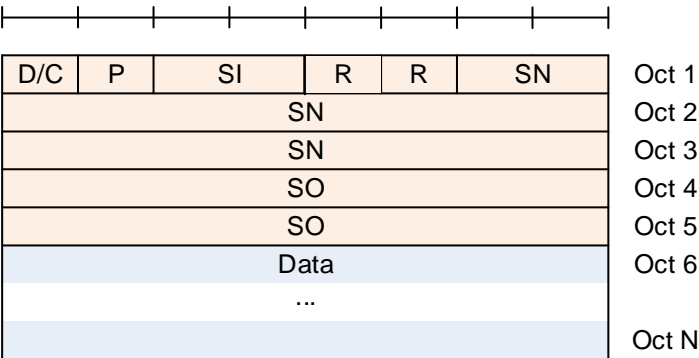 D/C P SI R R SN Oct 1
SN Oct 2
SN Oct 3
SO Oct 4
SO Oct 5
Data Oct 6
...
Oct N